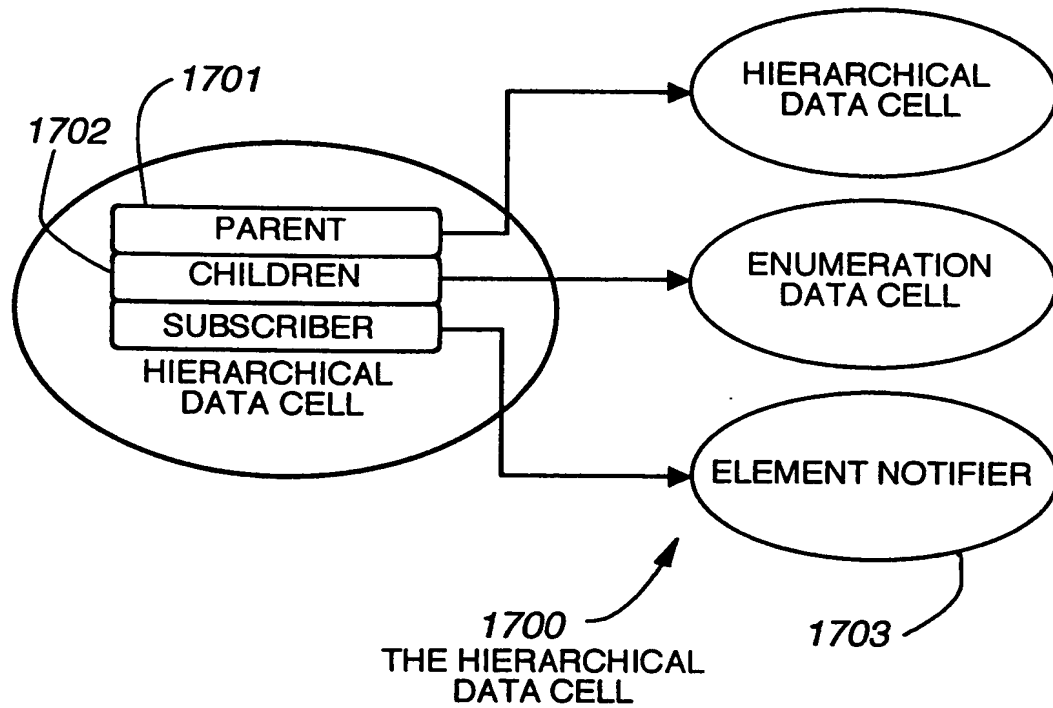 1701
1702
PARENT
CHILDREN
SUBSCRIBER
HIERARCHICAL
DATA CELL
HIERARCHICAL
DATA CELL
ENUMERATION
DATA CELL
ELEMENT NOTIFIER
1700
THE HIERARCHICAL
DATA CELL
1703